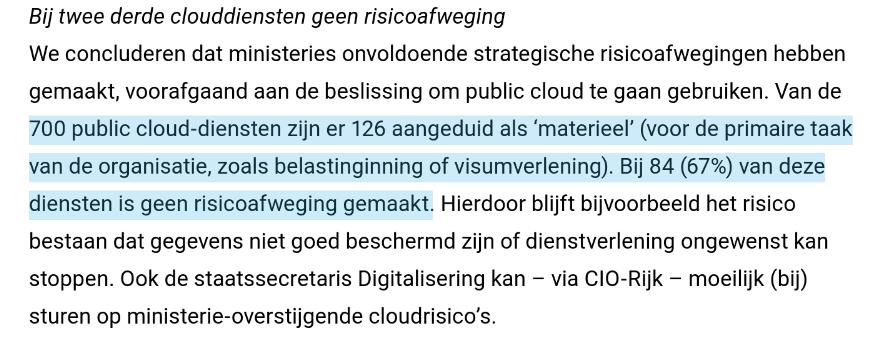 Bij twee derde clouddiensten geen risicoafweging
We concluderen dat ministeries onvoldoende strategische risicoafwegingen hebben
gemaakt, voorafgaand aan de beslissing om public cloud te gaan gebruiken. Van de
700 public cloud-diensten zijn er 126 aangeduid als ‘materieel’ (voor de primaire taak
van de organisatie, zoals belastinginning of visumverlening). Bij 84 (67%) van deze
diensten is geen risicoafweging gemaakt. Hierdoor blijft bijvoorbeeld het risico
bestaan dat gegevens niet goed beschermd zijn of dienstverlening ongewenst kan
stoppen. Ook de staatssecretaris Digitalisering kan – via CIO-Rijk – moeilijk (bij)
sturen op ministerie-overstijgende cloudrisico’s.